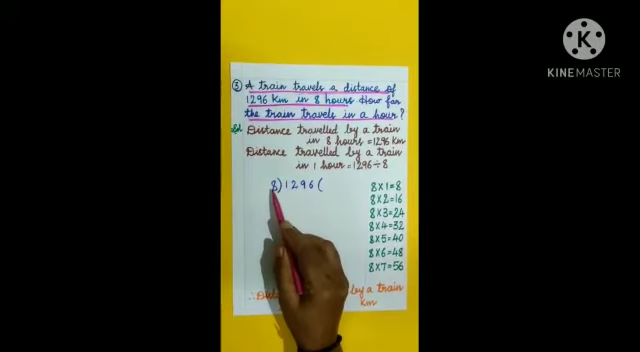 KINEMASTER
③ A train travels a distance of
1296 Km in 8 hours How far
the train travels in a hour?
Sol Distance travelled by a train
in 8 hours = 1296 Km
Distance travelled by a train
in 1 hour = 1296 ÷ 8
8)1296(
8×1=8
8×2=16
8×3=24
8×4=32
8×5=40
8×6=48
8×7=56
by a train
km